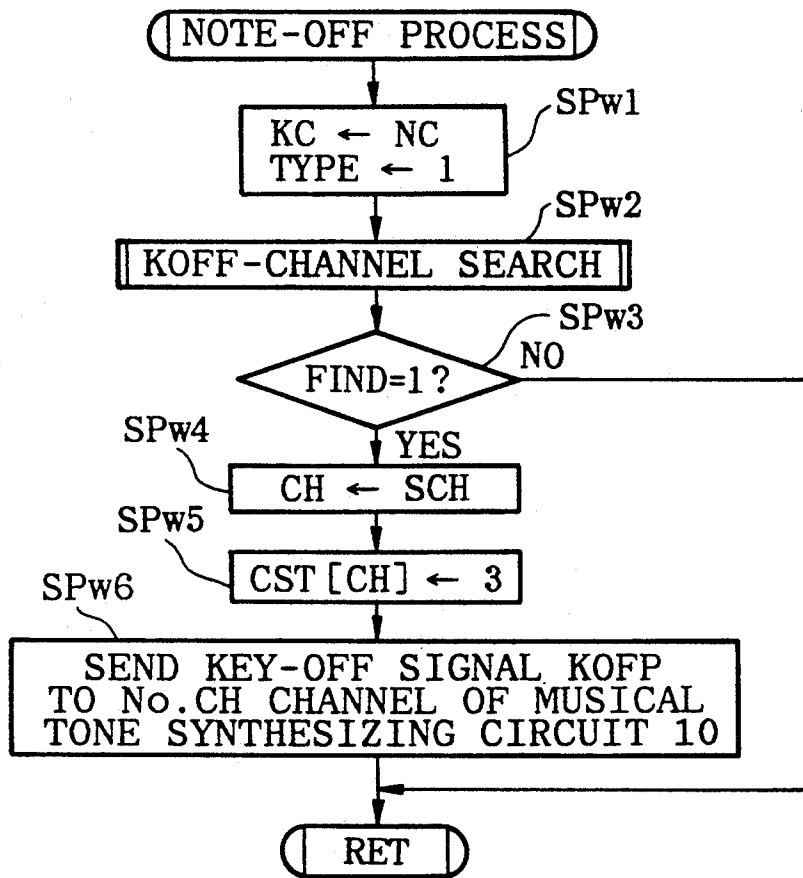 NOTE-OFF PROCESS
SPw1
KC ← NC
TYPE ← 1
SPw2
KOFF-CHANNEL SEARCH
SPw3
FIND=1?
NO
YES
SPw4
CH ← SCH
SPw5
CST[CH] ← 3
SPw6
SEND KEY-OFF SIGNAL KOFP
TO No.CH CHANNEL OF MUSICAL
TONE SYNTHESIZING CIRCUIT 10
RET